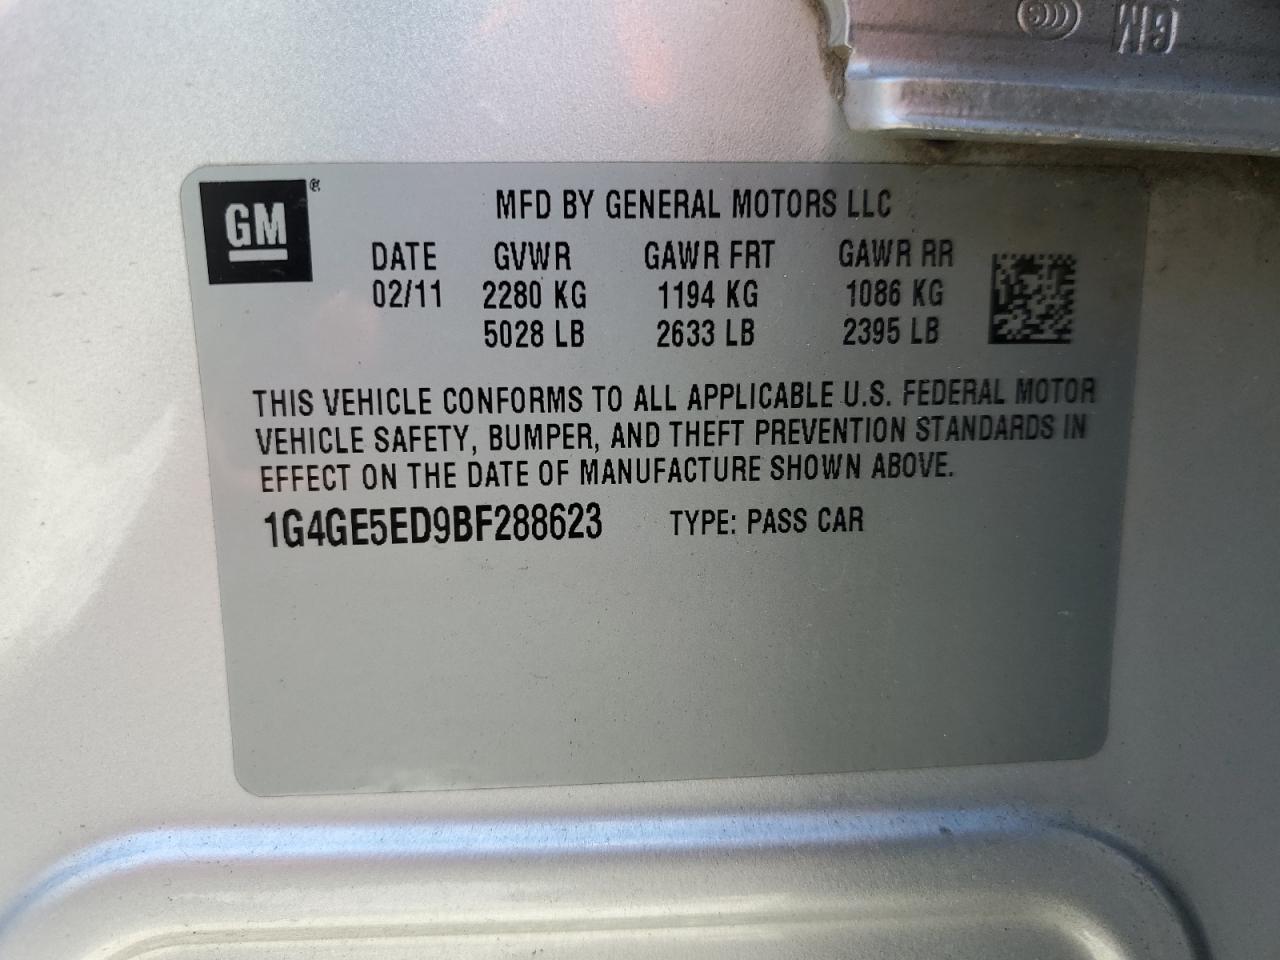 GM ®
MFD BY GENERAL MOTORS LLC
DATE GVWR GAWR FRT GAWR RR
02/11 2280 KG 1194 KG 1086 KG
5028 LB 2633 LB 2395 LB
THIS VEHICLE CONFORMS TO ALL APPLICABLE U.S. FEDERAL MOTOR
VEHICLE SAFETY, BUMPER, AND THEFT PREVENTION STANDARDS IN
EFFECT ON THE DATE OF MANUFACTURE SHOWN ABOVE.
1G4GE5ED9BF288623 TYPE: PASS CAR